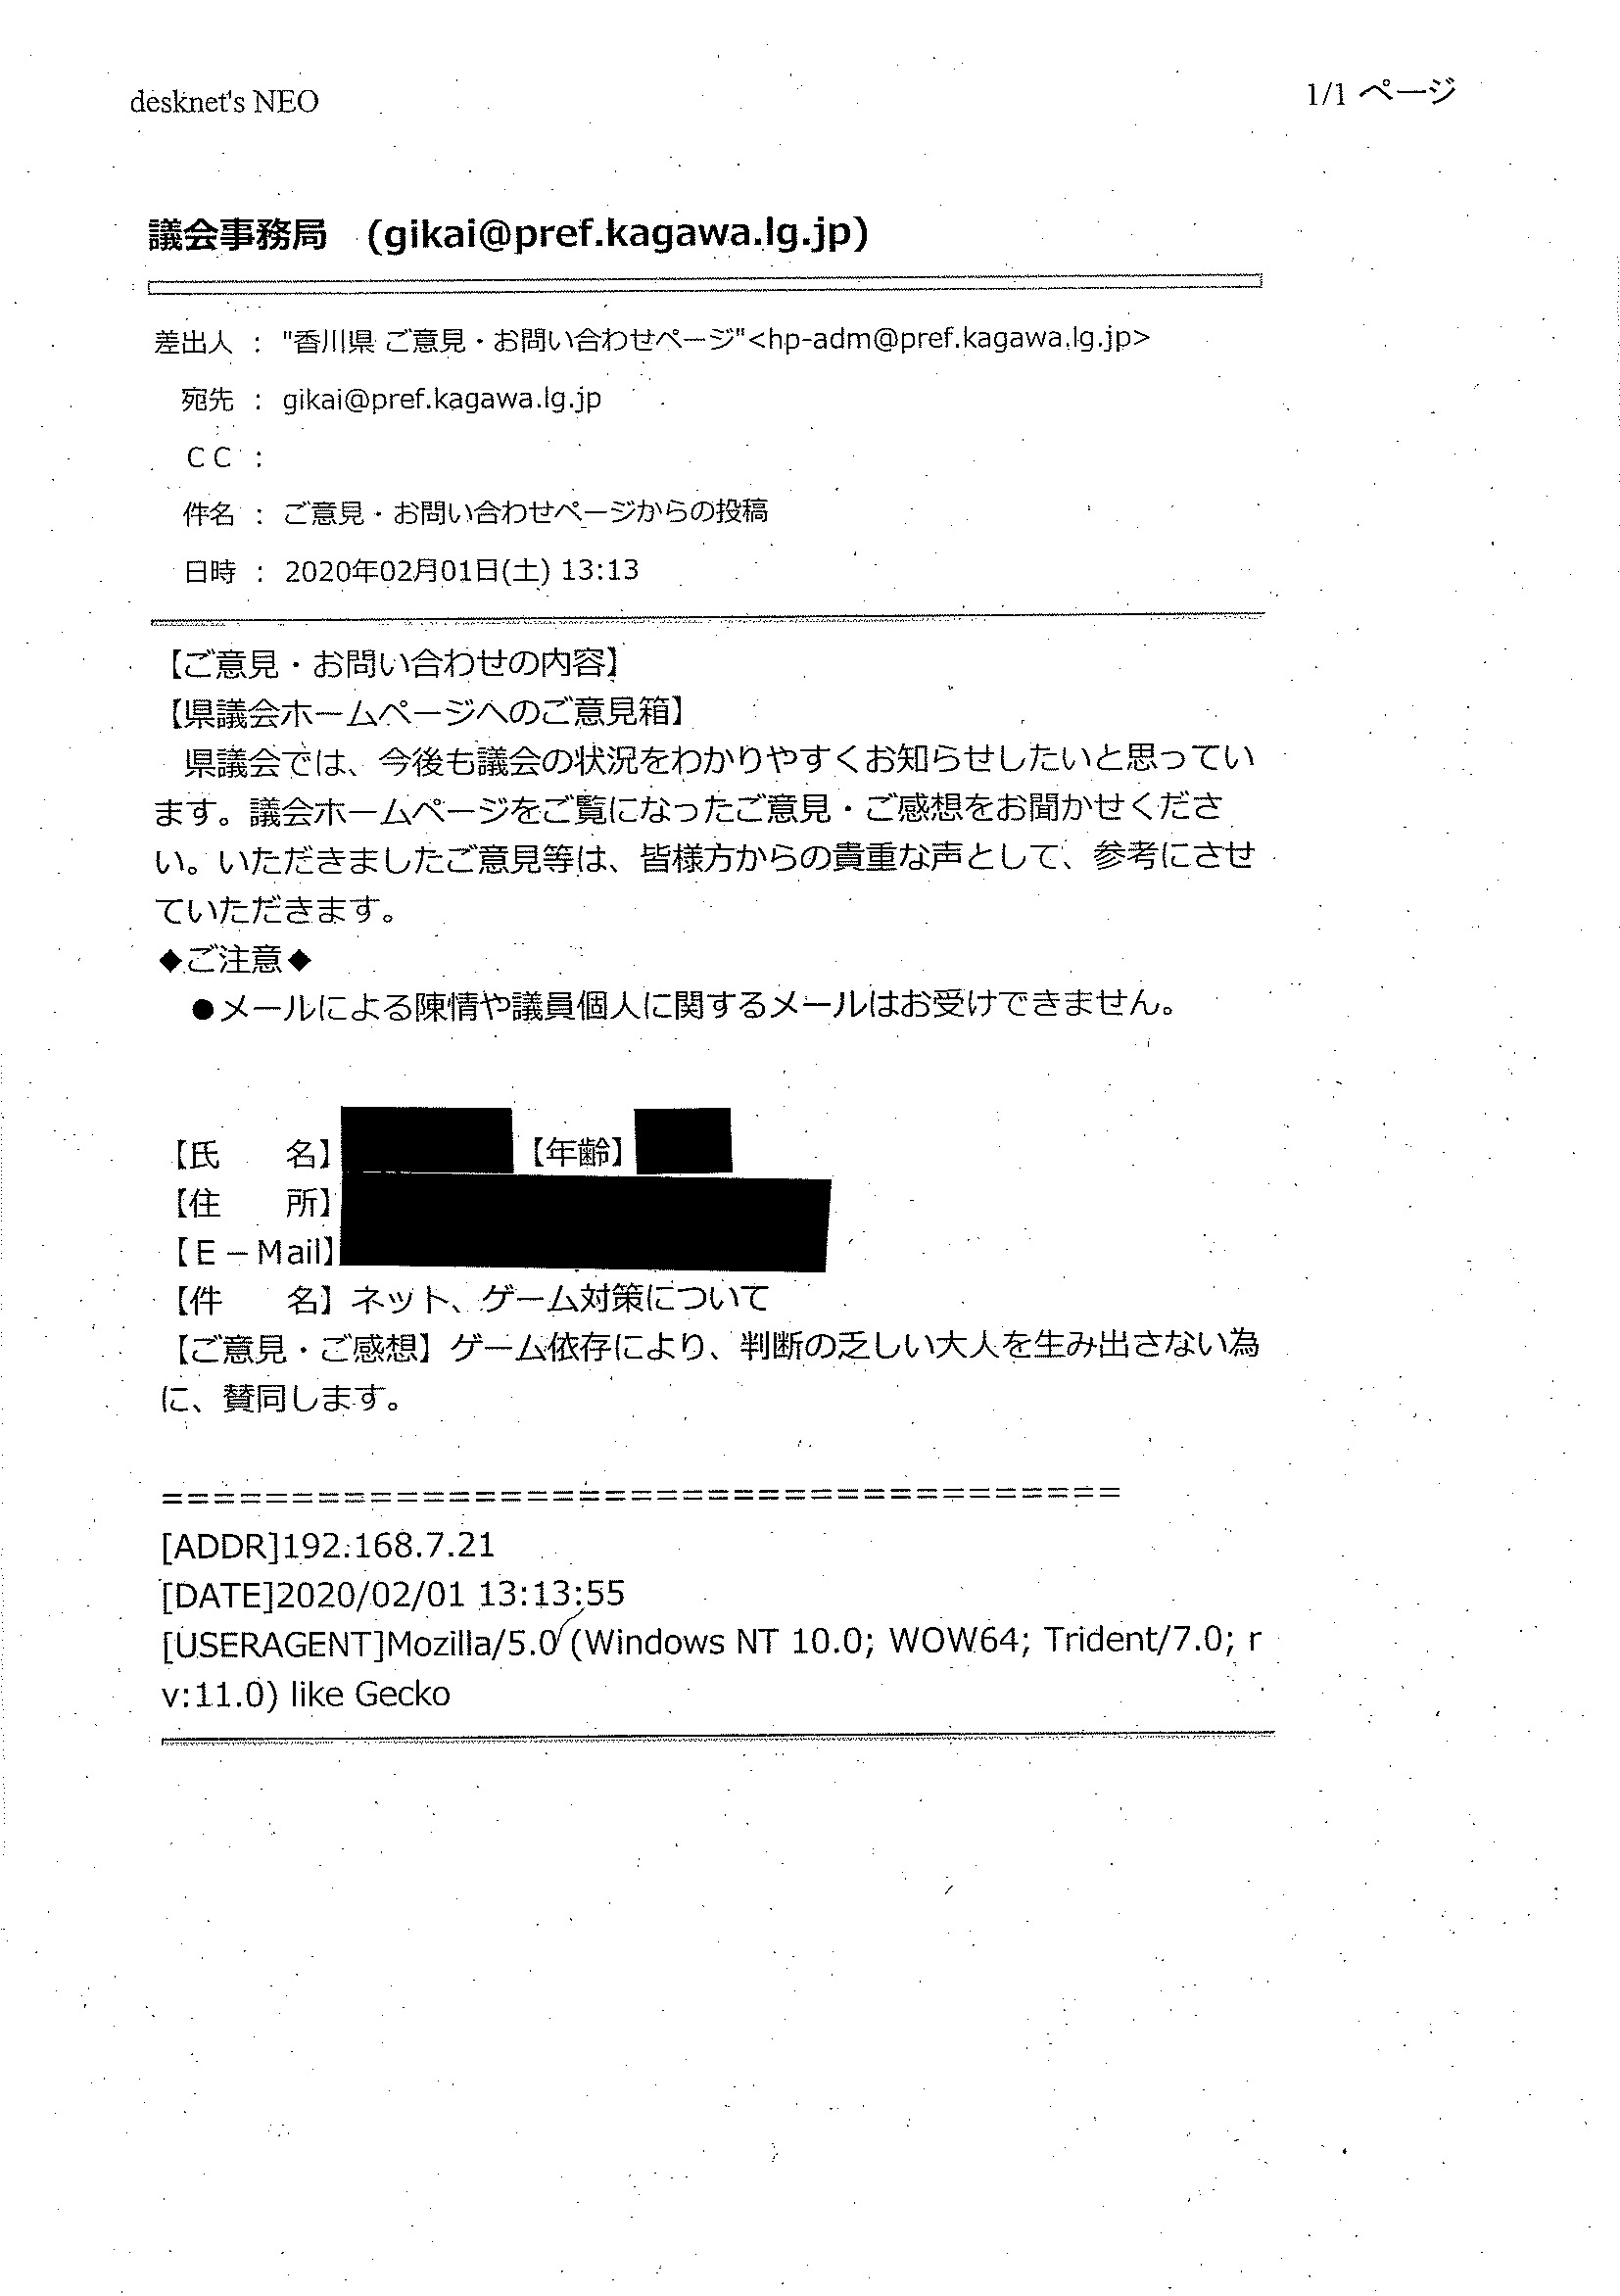 desknet's NEO
1/1 ページ
議会事務局 (gikai@pref.kagawa.lg.jp)
差出人 : "香川県 ご意見・お問い合わせページ"<hp-adm@pref.kagawa.lg.jp>
宛先 : gikai@pref.kagawa.lg.jp
ＣＣ :
件名 : ご意見・お問い合わせページからの投稿
日時 : 2020年02月01日(土) 13:13
【ご意見・お問い合わせの内容】
【県議会ホームページへのご意見箱】
県議会では、今後も議会の状況をわかりやすくお知らせしたいと思ってい
ます。議会ホームページをご覧になったご意見・ご感想をお聞かせくださ
い。いただきましたご意見等は、皆様方からの貴重な声として、参考にさせ
ていただきます。
◆ご注意◆
●メールによる陳情や議員個人に関するメールはお受けできません。
【氏　　名】 【年齢】
【住　　所】
【Ｅ－Mail】
【件　　名】ネット、ゲーム対策について
【ご意見・ご感想】ゲーム依存により、判断の乏しい大人を生み出さない為
に、賛同します。
=====================================
[ADDR]192.168.7.21
[DATE]2020/02/01 13:13:55
[USERAGENT]Mozilla/5.0 (Windows NT 10.0; WOW64; Trident/7.0; r
v:11.0) like Gecko